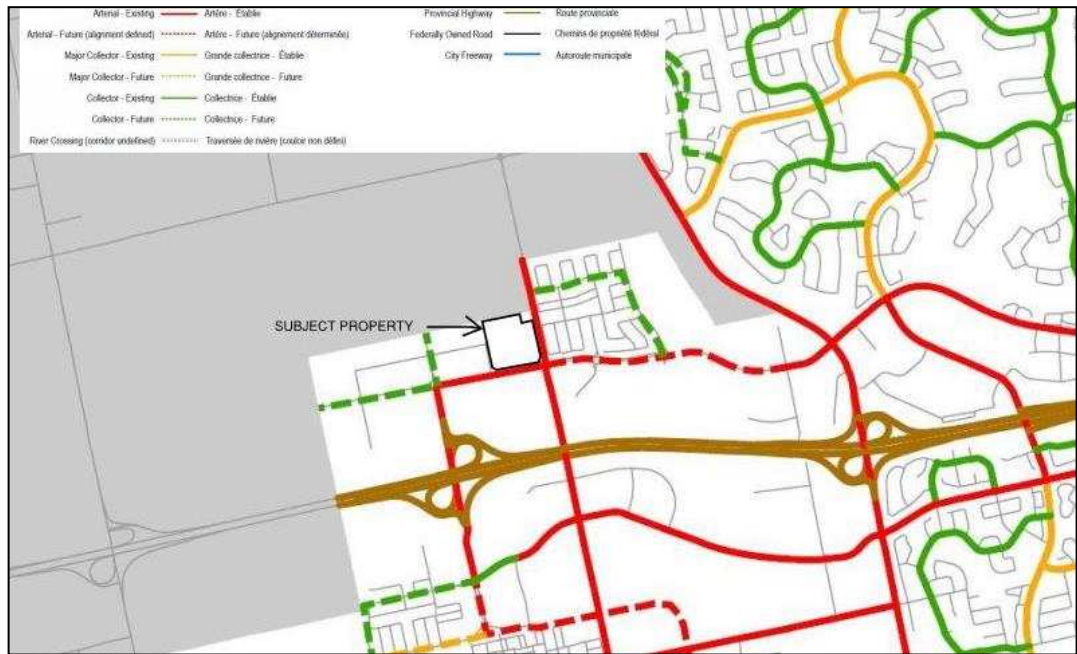 Arterial - Existing Artère - Établie
Arterial - Future (alignment defined) Artère - Future (alignement déterminée)
Major Collector - Existing Grande collectrice - Établie
Major Collector - Future Grande collectrice - Future
Collector - Existing Collectrice - Établie
Collector - Future Collectrice - Future
River Crossing (corridor undefined) Traversée de rivière (couloir non défini)
Provincial Highway Route provinciale
Federally Owned Road Chemins de propriété fédéral
City Freeway Autoroute municipale
SUBJECT PROPERTY